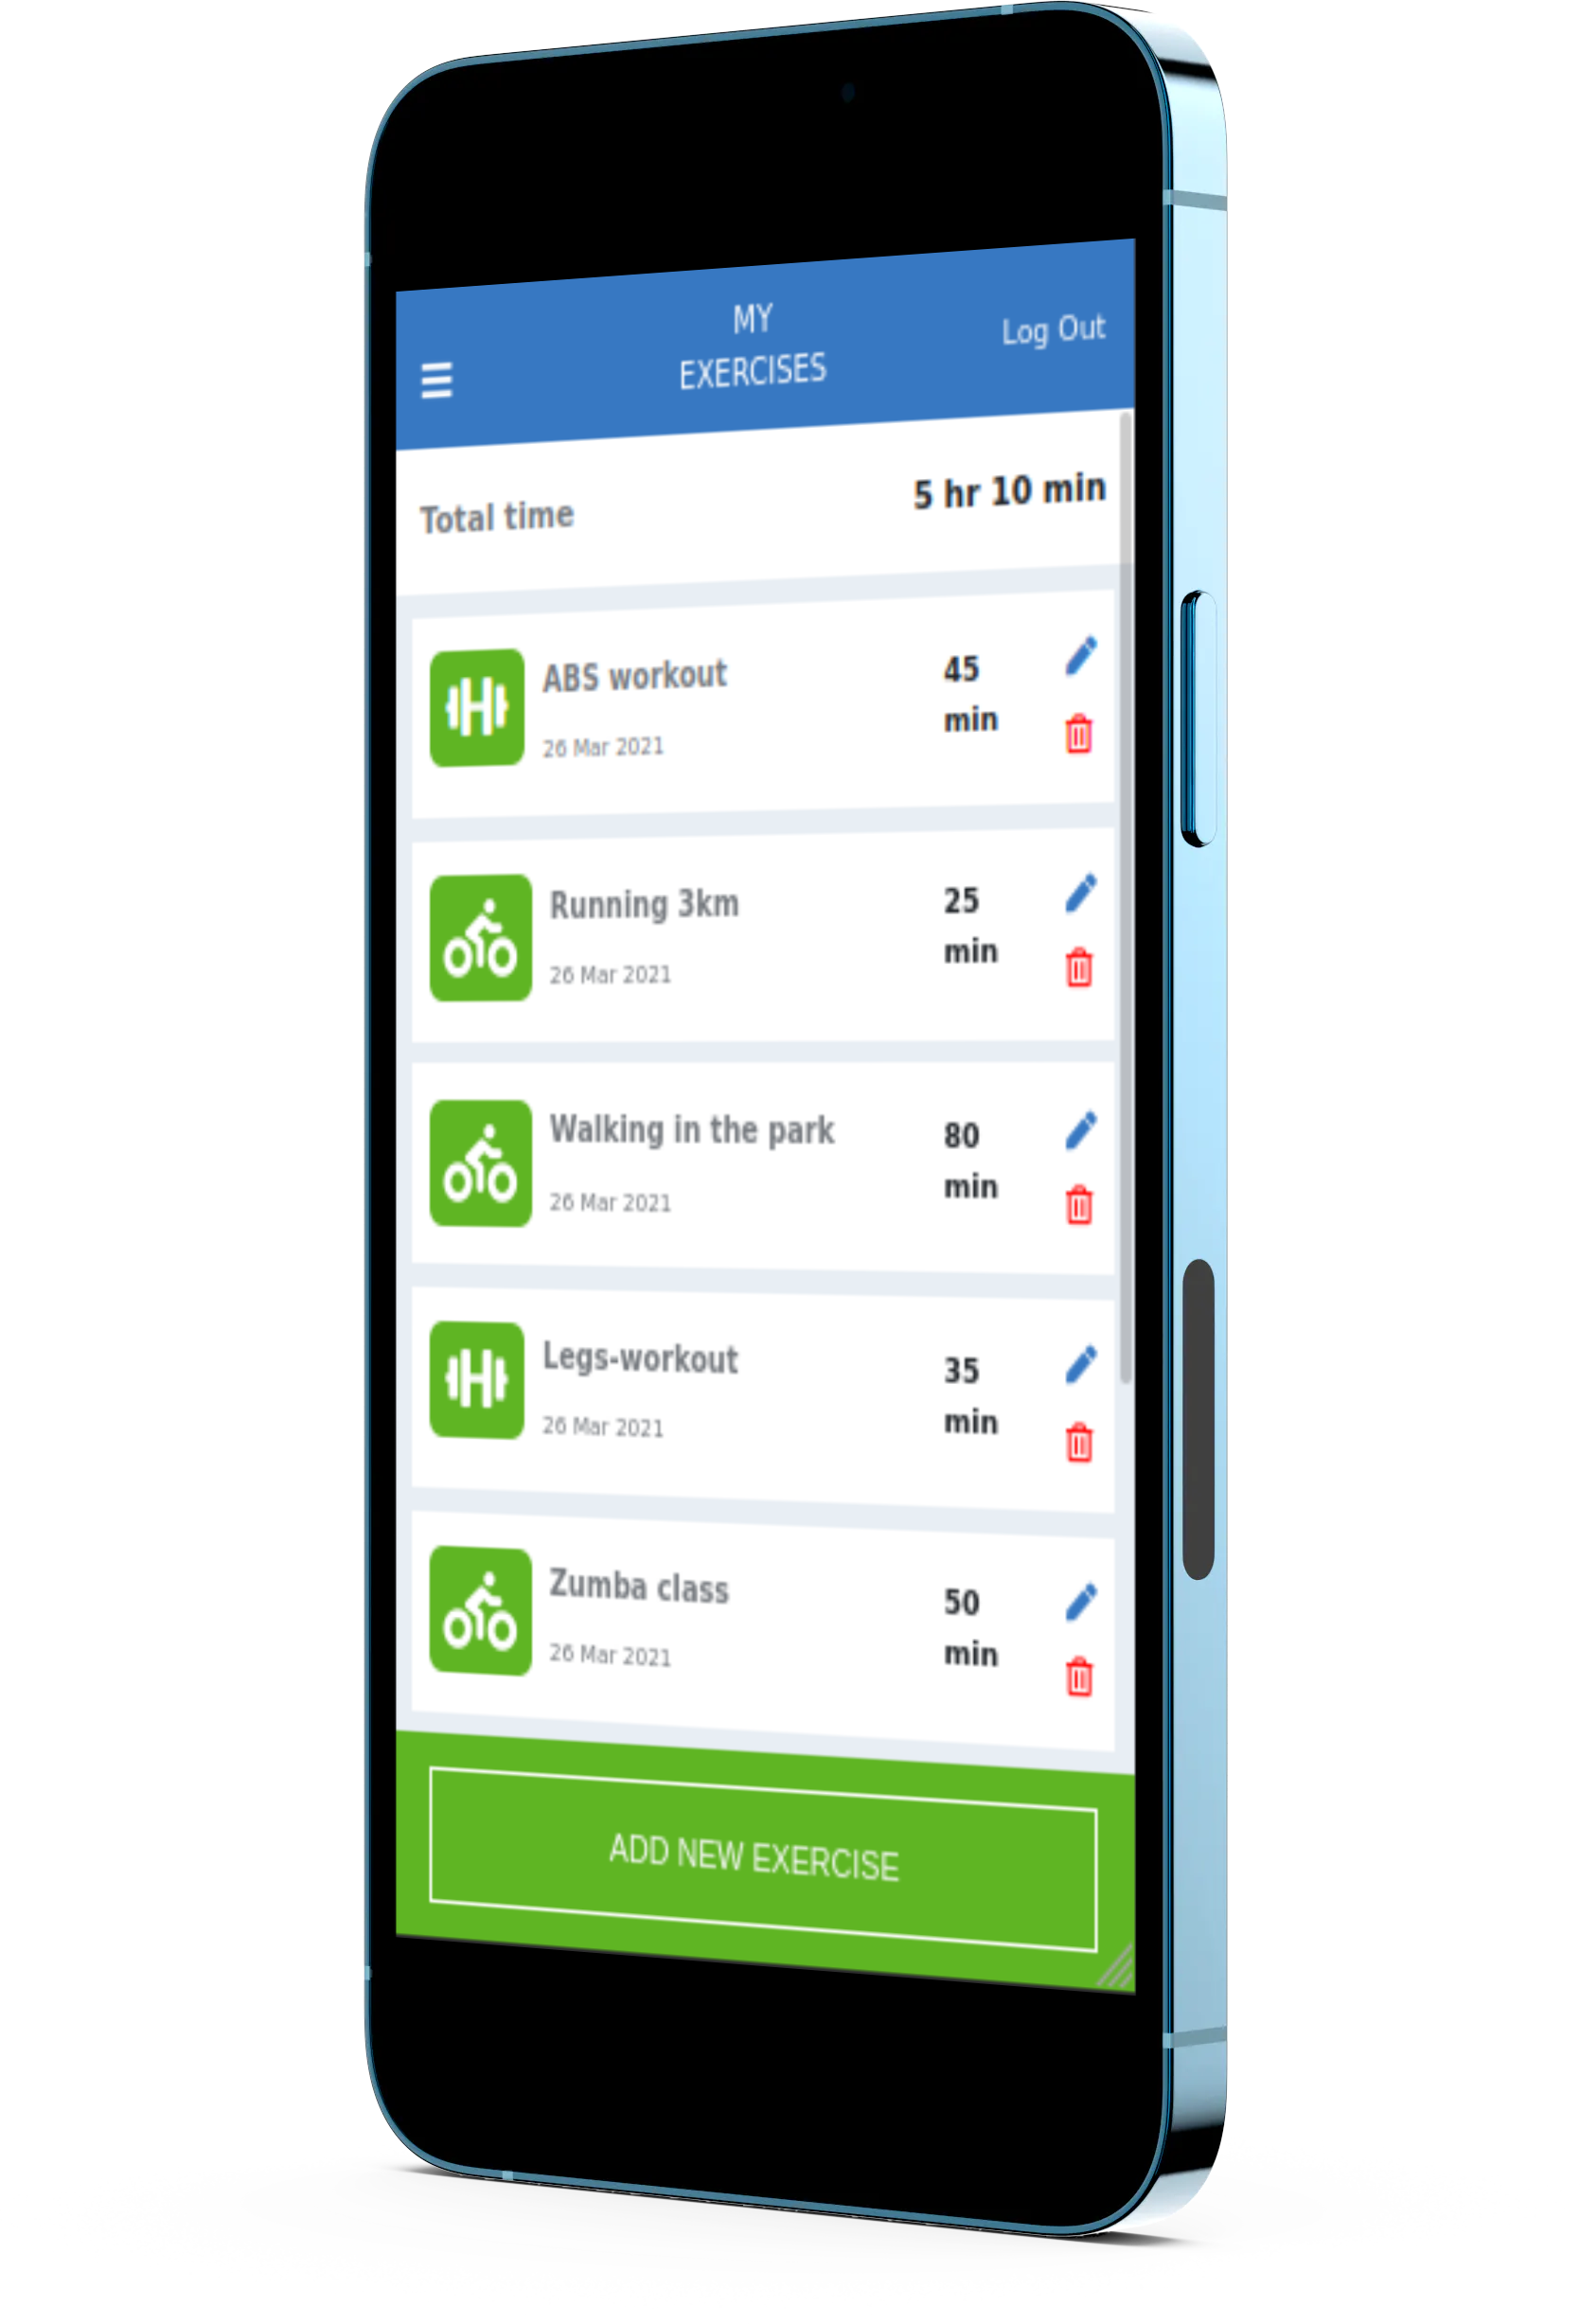 MY
EXERCISES
Log Out
Total time
5 hr 10 min
ABS workout
45
min
26 Mar 2021
Running 3km
25
min
26 Mar 2021
Walking in the park
80
min
26 Mar 2021
Legs-workout
35
min
26 Mar 2021
Zumba class
50
min
26 Mar 2021
ADD NEW EXERCISE